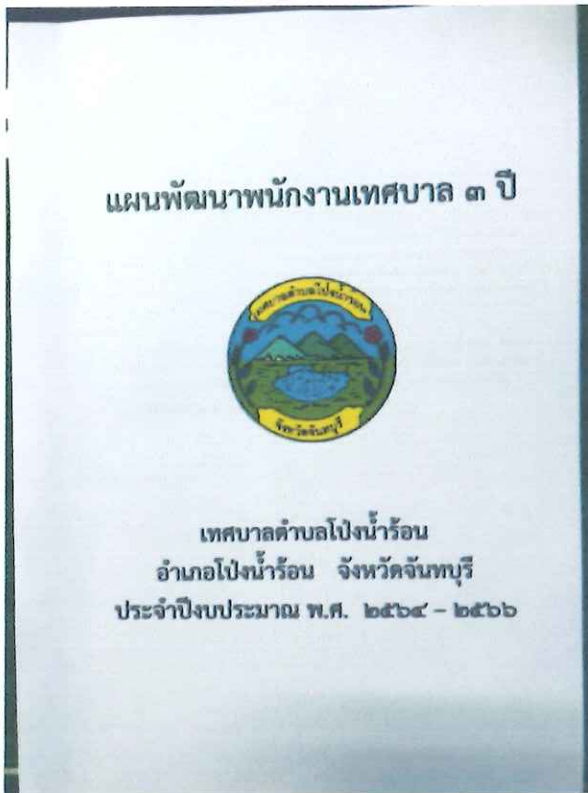 แผนพัฒนาพนักงานเทศบาล ๓ ปี
เทศบาลตำบลโป่งน้ำร้อน
จังหวัดจันทบุรี
เทศบาลตำบลโป่งน้ำร้อน
อำเภอโป่งน้ำร้อน จังหวัดจันทบุรี
ประจำปีงบประมาณ พ.ศ. ๒๕๖๔ - ๒๕๖๖